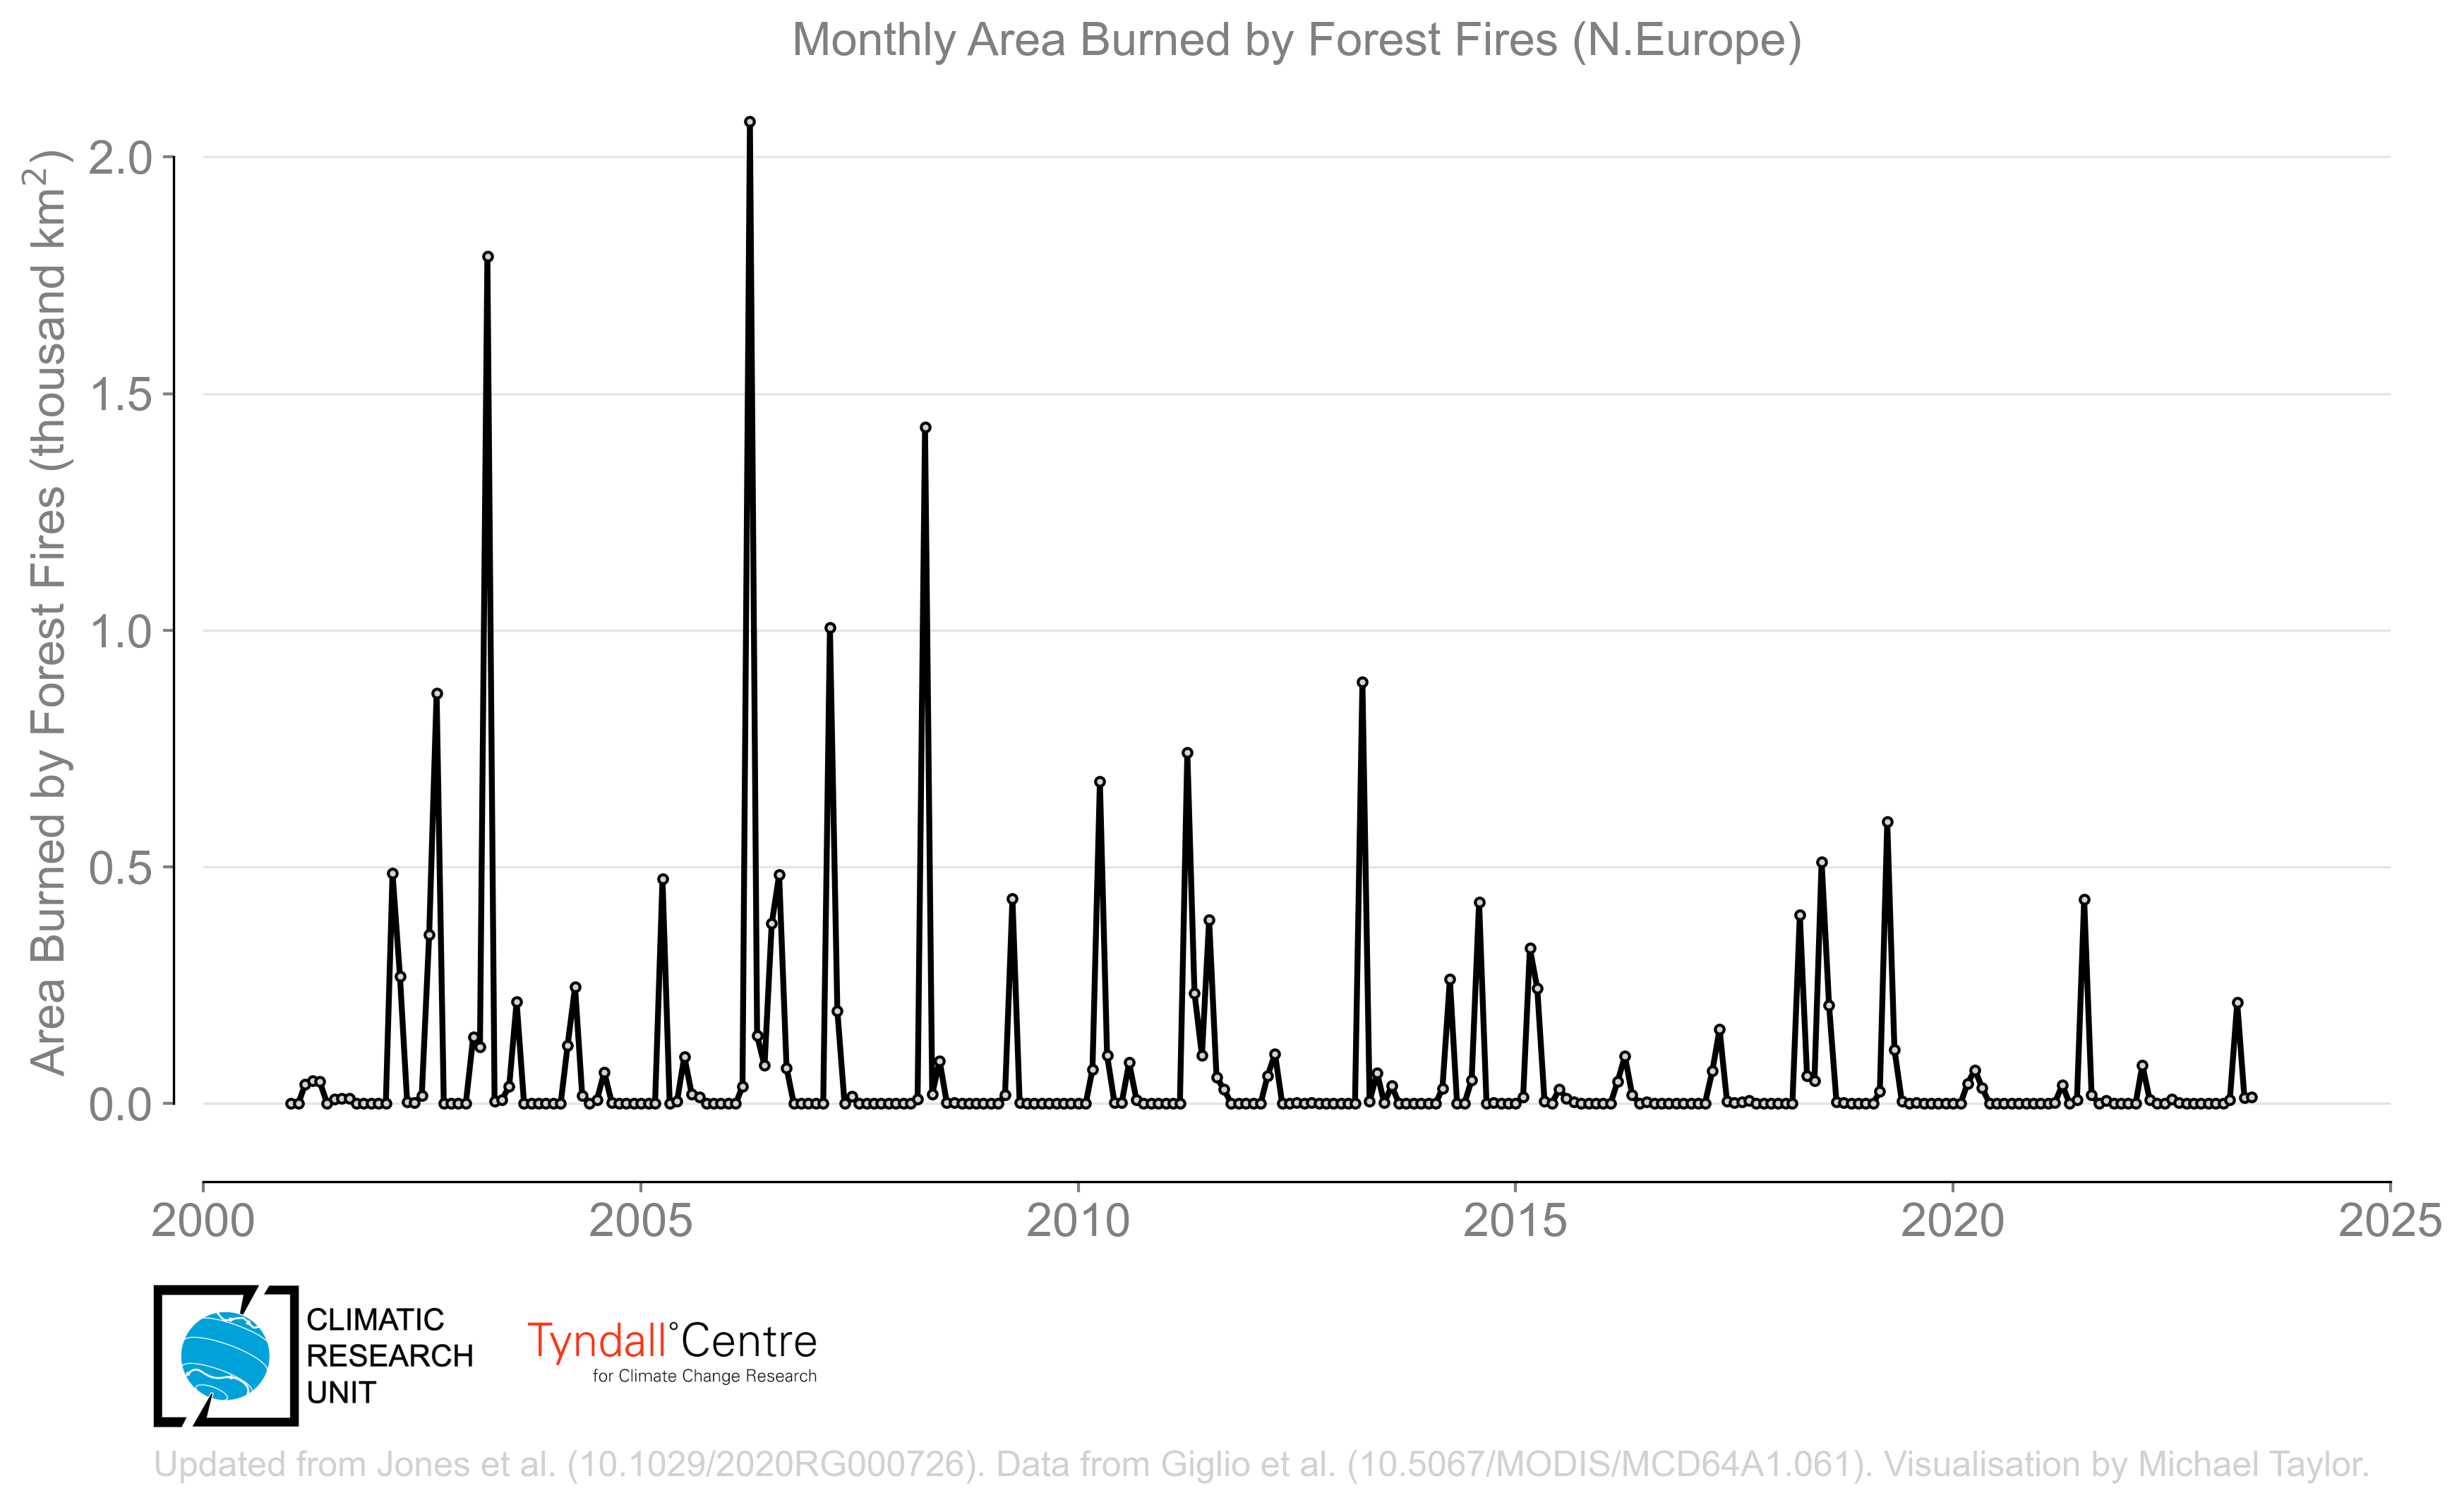 Monthly Area Burned by Forest Fires (N.Europe)
Area Burned by Forest Fires (thousand km²)
2.0
1.5
1.0
0.5
0.0
2000 2005 2010 2015 2020 2025
CLIMATIC
RESEARCH
UNIT
Tyndall°Centre
for Climate Change Research
Updated from Jones et al. (10.1029/2020RG000726). Data from Giglio et al. (10.5067/MODIS/MCD64A1.061). Visualisation by Michael Taylor.